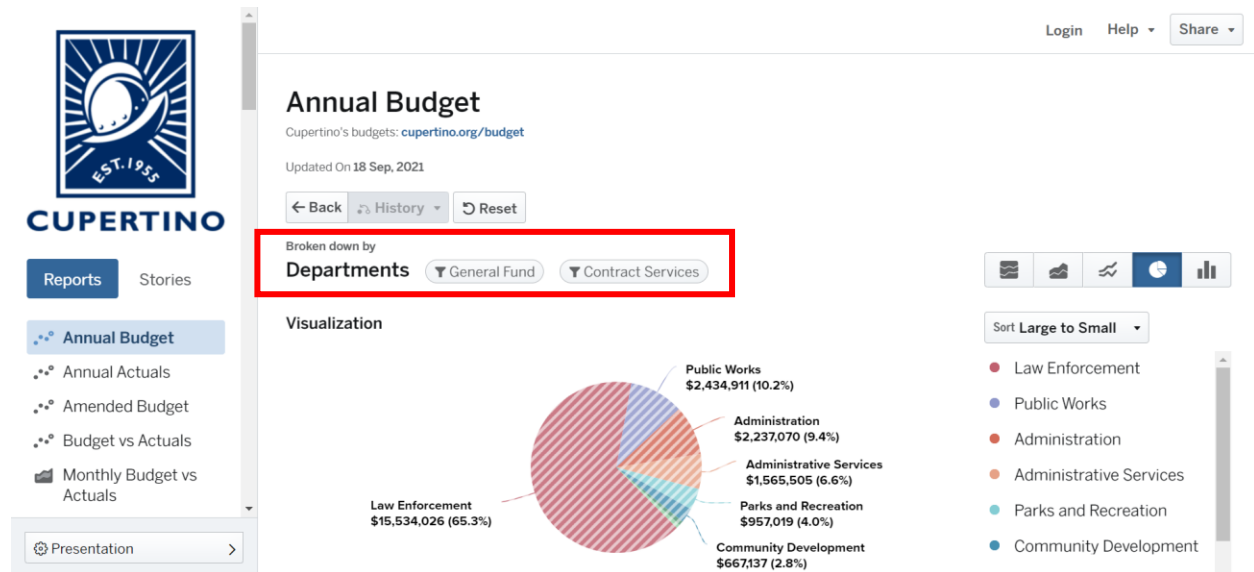 EST. 1955
CUPERTINO
Reports Stories
Annual Budget
Annual Actuals
Amended Budget
Budget vs Actuals
Monthly Budget vs
Actuals
Presentation
Login Help Share
Annual Budget
Cupertino's budgets: cupertino.org/budget
Updated On 18 Sep, 2021
Back History Reset
Broken down by
Departments General Fund Contract Services
Visualization
Public Works
$2,434,911 (10.2%)
Administration
$2,237,070 (9.4%)
Administrative Services
$1,565,505 (6.6%)
Parks and Recreation
$957,019 (4.0%)
Community Development
$667,137 (2.8%)
Law Enforcement
$15,534,026 (65.3%)
Sort Large to Small
Law Enforcement
Public Works
Administration
Administrative Services
Parks and Recreation
Community Development